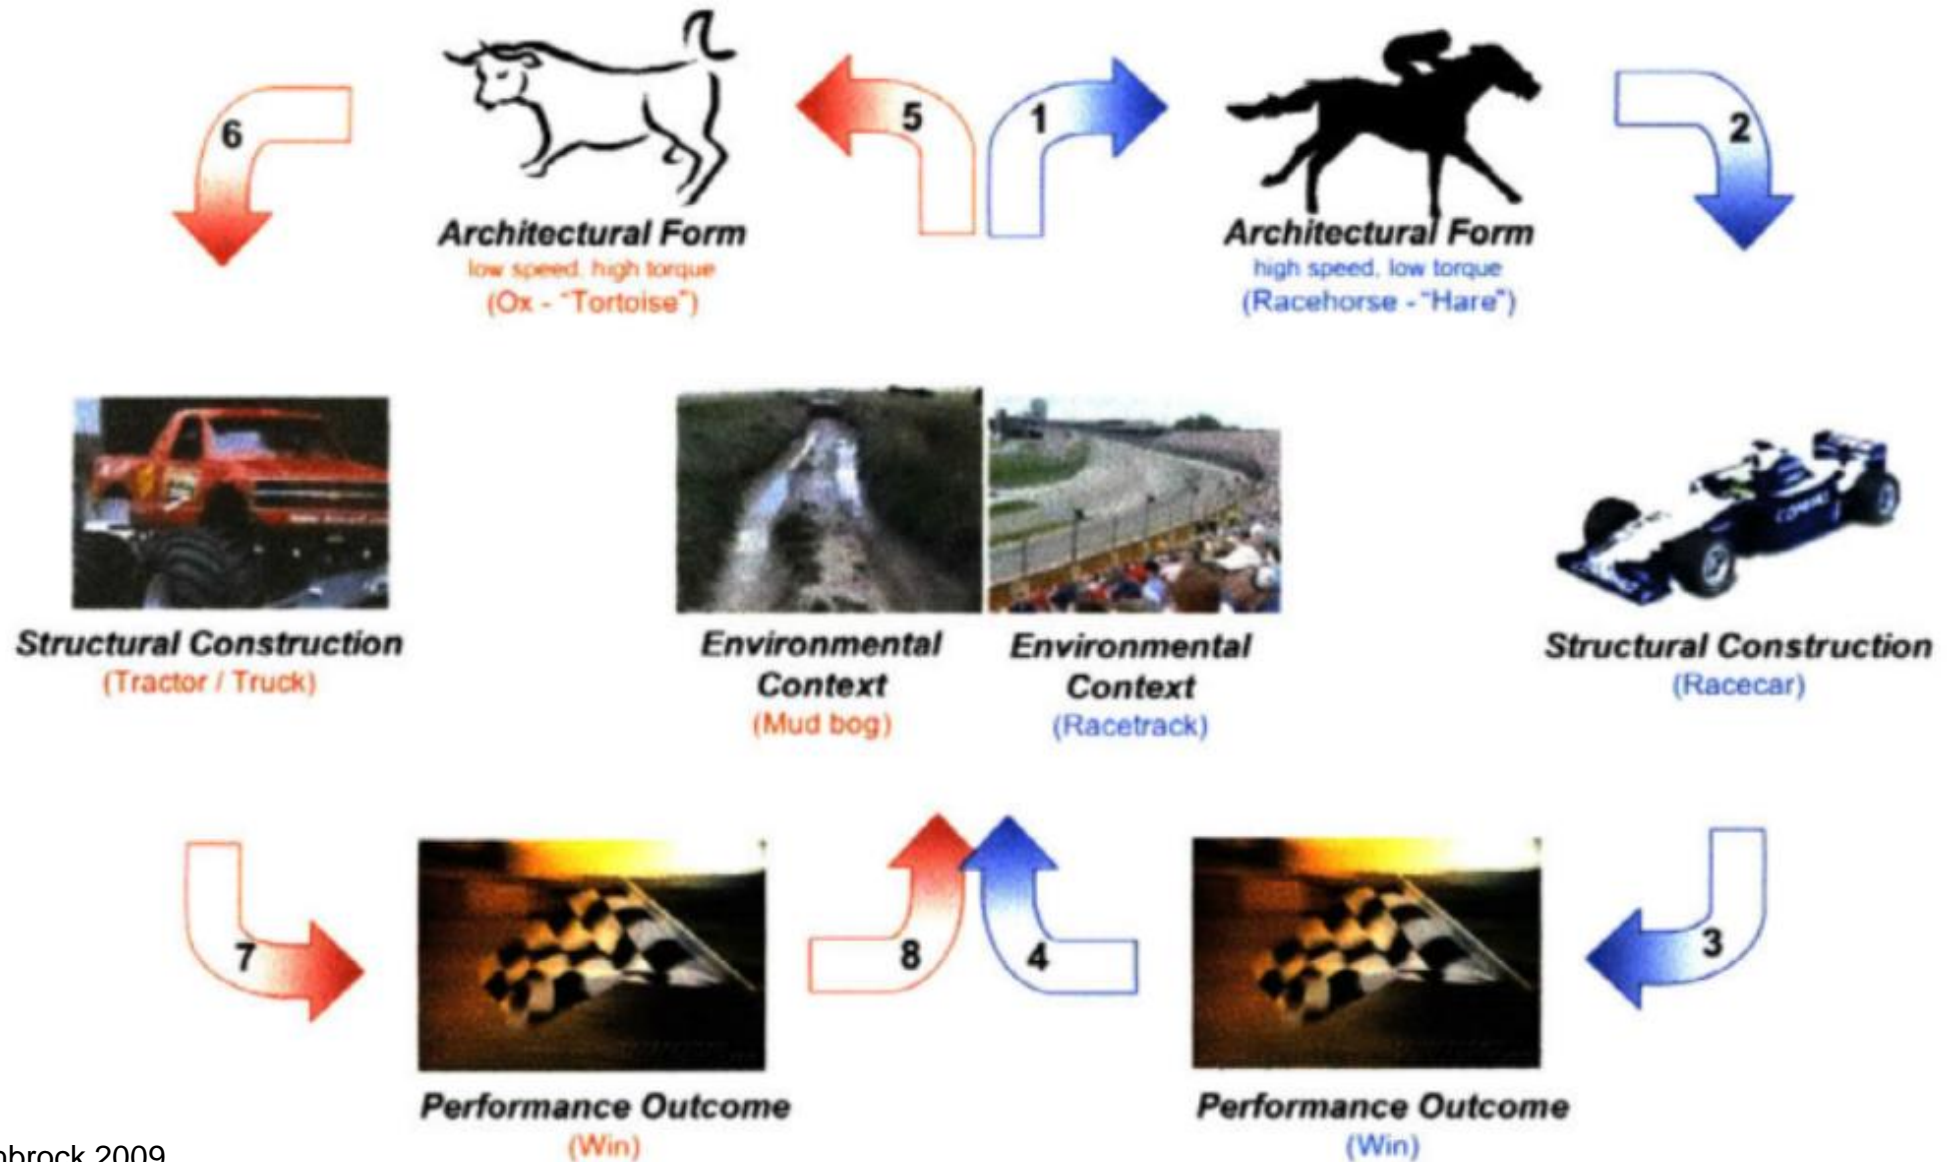 6
5
1
2
Architectural Form
low speed, high torque
(Ox - "Tortoise")
Architectural Form
high speed, low torque
(Racehorse - "Hare")
Structural Construction
(Tractor / Truck)
Environmental
Context
(Mud bog)
Environmental
Context
(Racetrack)
Structural Construction
(Racecar)
7
8
4
3
Performance Outcome
(Win)
Performance Outcome
(Win)
2009